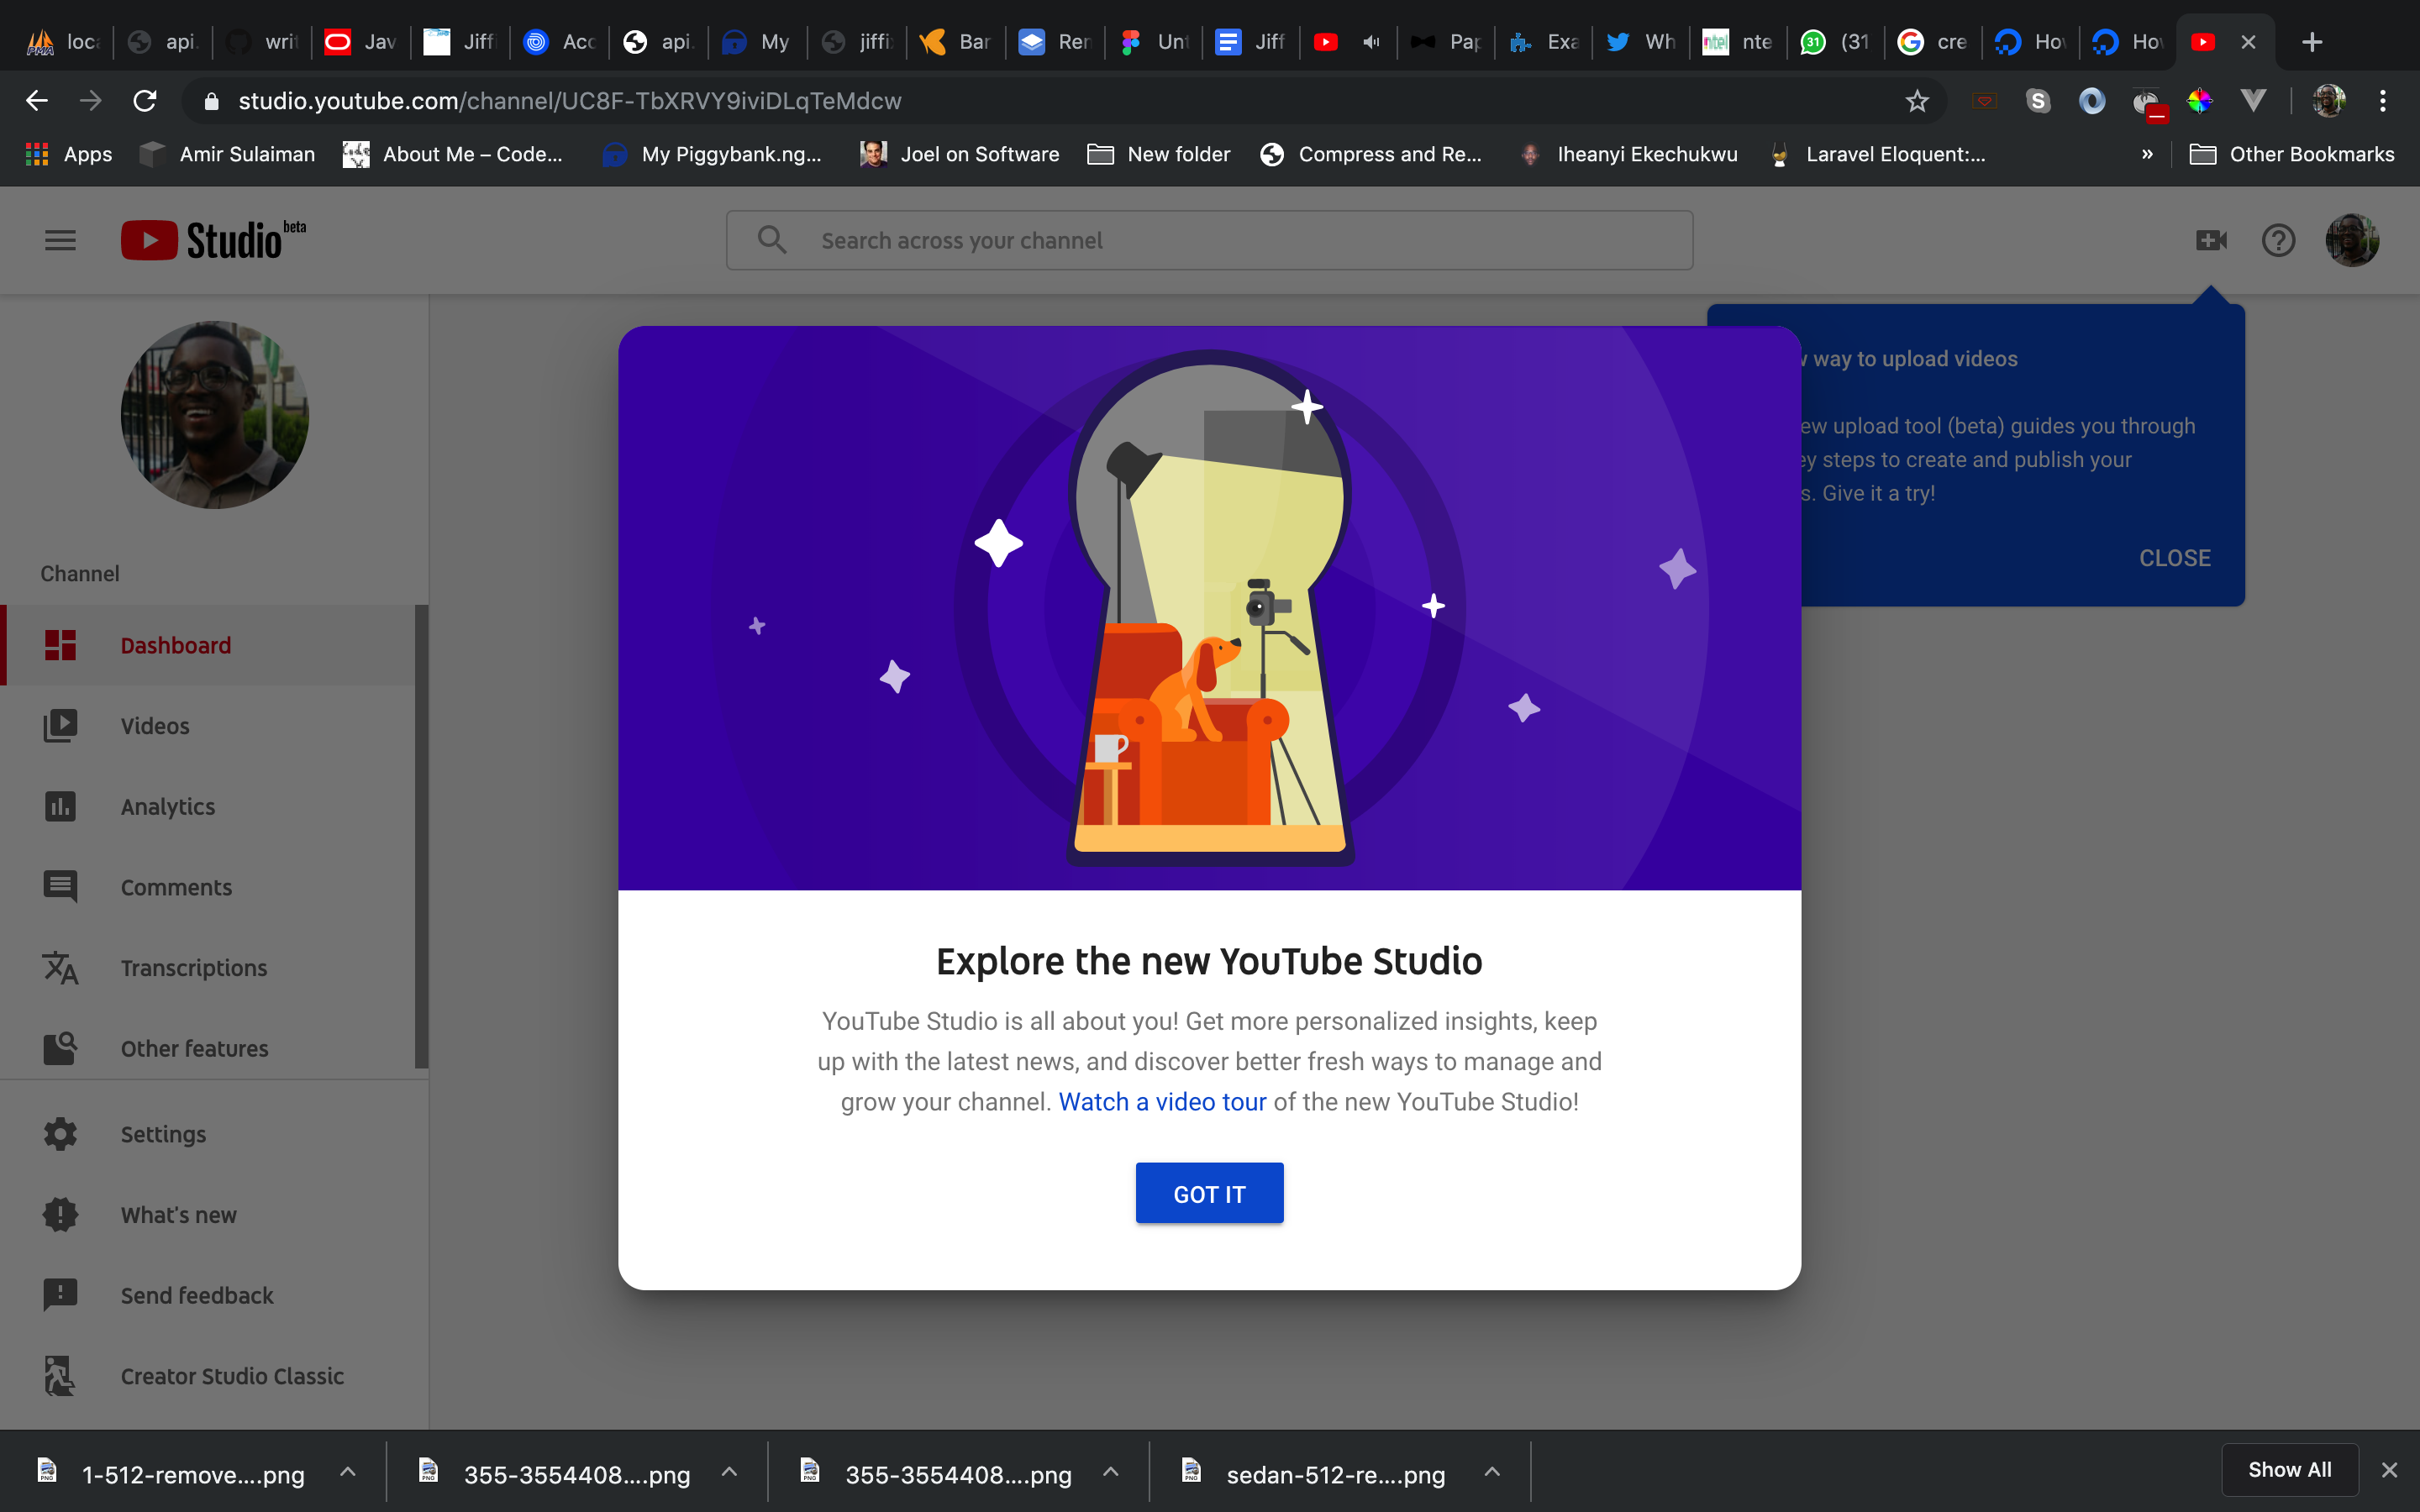 loca
api.
writ
Jav
Jiffi
Acc
api.
My
jiffi
Bar
Ren
Unt
Jiff
Pap
Exa
Wh
ntel
nte
31
(31
cre
Hov
Hov
studio.youtube.com/channel/UC8F-TbXRVY9iviDLqTeMdcw
Apps
Amir Sulaiman
About Me – Code...
My Piggybank.ng...
Joel on Software
New folder
Compress and Re...
Iheanyi Ekechukwu
Laravel Eloquent:...
»
Other Bookmarks
Studio beta
Search across your channel
w way to upload videos
ew upload tool (beta) guides you through
ey steps to create and publish your
s. Give it a try!
CLOSE
Channel
Dashboard
Videos
Analytics
Comments
Transcriptions
Other features
Settings
What's new
Send feedback
Creator Studio Classic
Explore the new YouTube Studio
YouTube Studio is all about you! Get more personalized insights, keep
up with the latest news, and discover better fresh ways to manage and
grow your channel. Watch a video tour of the new YouTube Studio!
GOT IT
1-512-remove....png
355-3554408....png
355-3554408....png
sedan-512-re....png
Show All